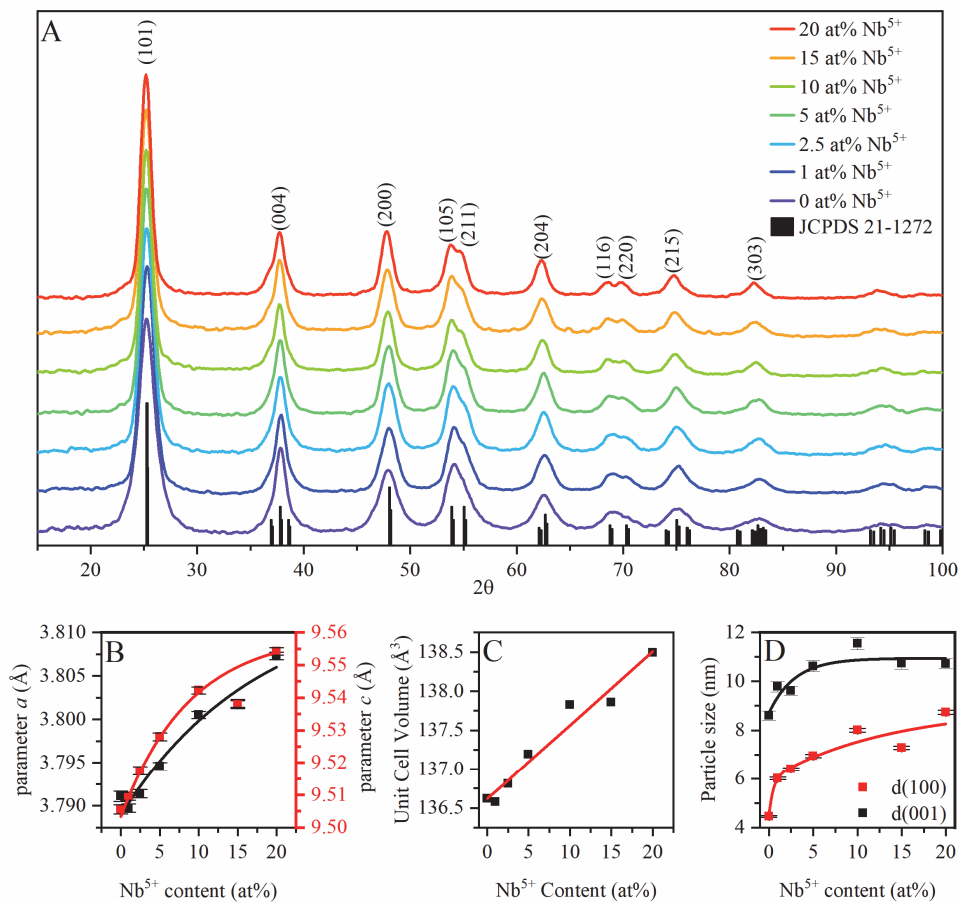 A
(101)
(004)
(200)
(105)
(211)
(204)
(116)
(220)
(215)
(303)
20 at% Nb⁵⁺
15 at% Nb⁵⁺
10 at% Nb⁵⁺
5 at% Nb⁵⁺
2.5 at% Nb⁵⁺
1 at% Nb⁵⁺
0 at% Nb⁵⁺
JCPDS 21-1272
20 30 40 50 60 70 80 90 100
2θ
B
parameter a (Å)
3.810
3.805
3.800
3.795
3.790
9.56
9.55
9.54
9.53
9.52
9.51
9.50
parameter c (Å)
0 5 10 15 20
Nb⁵⁺ content (at%)
C
Unit Cell Volume (Å³)
138.5
138.0
137.5
137.0
136.5
0 5 10 15 20
Nb⁵⁺ Content (at%)
D
Particle size (nm)
12
10
8
6
4
d(100)
d(001)
0 5 10 15 20
Nb⁵⁺ content (at%)